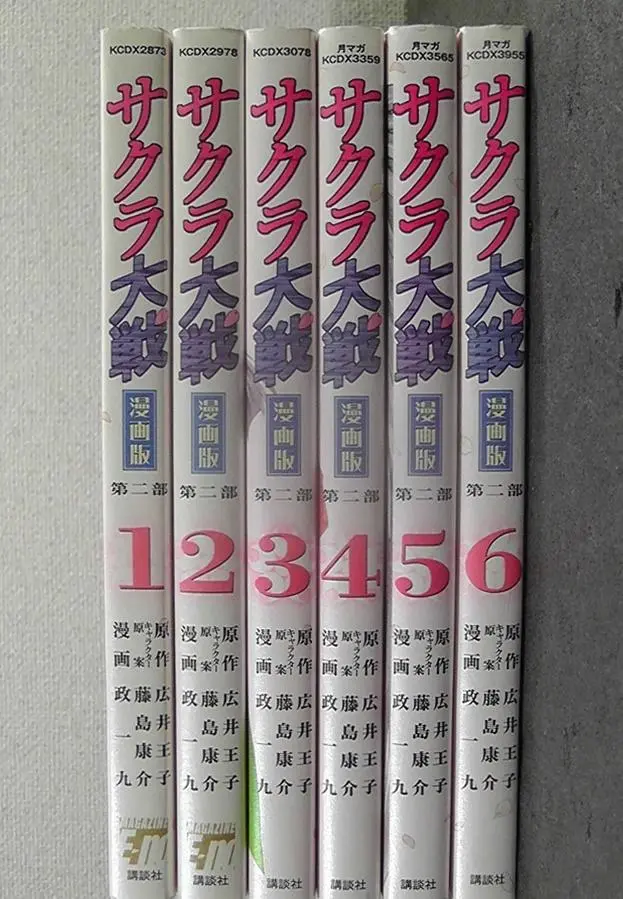 KCDX2873
サクラ大戦
漫画版
第二部
1
原作 広井王子
キャラクター原案 藤島康介
漫画 政一九
MAGAZINE
E-m
講談社
KCDX2978
サクラ大戦
漫画版
第二部
2
原作 広井王子
キャラクター原案 藤島康介
漫画 政一九
MAGAZINE
E-m
講談社
KCDX3078
サクラ大戦
漫画版
第二部
3
原作 広井王子
キャラクター原案 藤島康介
漫画 政一九
講談社
月マガ
KCDX3359
サクラ大戦
漫画版
第二部
4
原作 広井王子
キャラクター原案 藤島康介
漫画 政一九
講談社
月マガ
KCDX3565
サクラ大戦
漫画版
第二部
5
原作 広井王子
キャラクター原案 藤島康介
漫画 政一九
講談社
月マガ
KCDX3955
サクラ大戦
漫画版
第二部
6
原作 広井王子
キャラクター原案 藤島康介
漫画 政一九
講談社